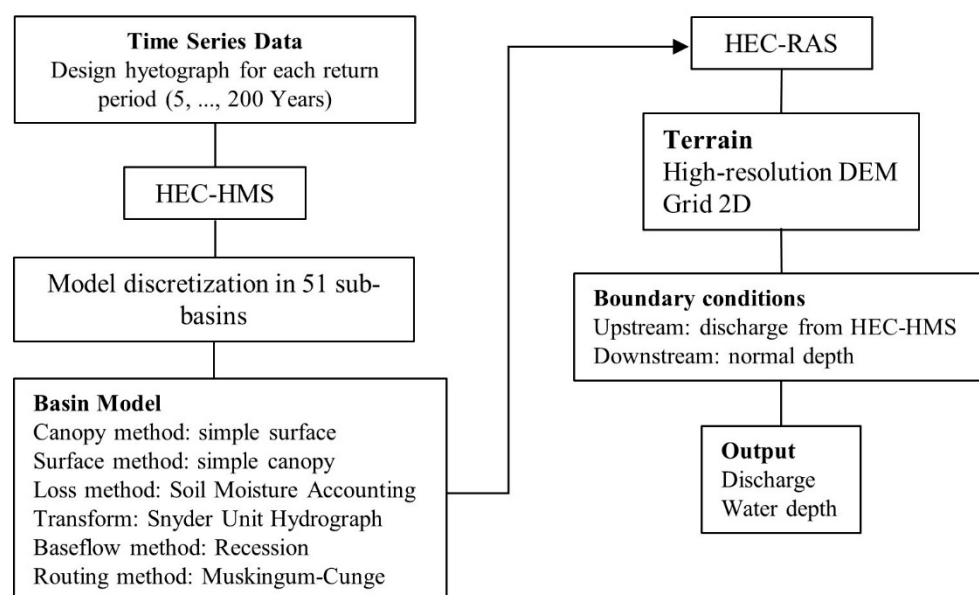 Time Series Data
Design hyetograph for each return
period (5, ..., 200 Years)
HEC-HMS
Model discretization in 51 sub-
basins
Basin Model
Canopy method: simple surface
Surface method: simple canopy
Loss method: Soil Moisture Accounting
Transform: Snyder Unit Hydrograph
Baseflow method: Recession
Routing method: Muskingum-Cunge
HEC-RAS
Terrain
High-resolution DEM
Grid 2D
Boundary conditions
Upstream: discharge from HEC-HMS
Downstream: normal depth
Output
Discharge
Water depth